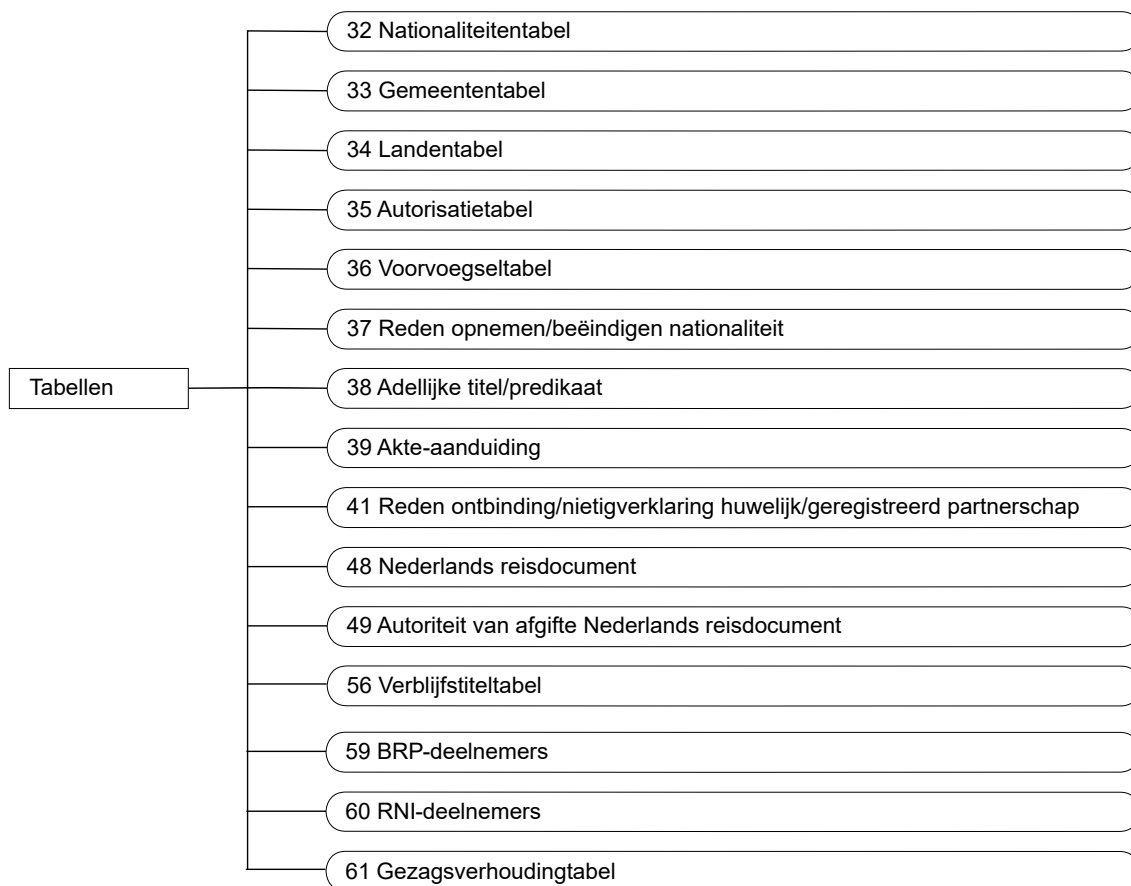 32 Nationaliteitentabel
33 Gemeententabel
34 Landentabel
35 Autorisatietabel
36 Voorvoegseltabel
37 Reden opnemen/beëindigen nationaliteit
Tabellen
38 Adellijke titel/predikaat
39 Akte-aanduiding
41 Reden ontbinding/nietigverklaring huwelijk/geregistreerd partnerschap
48 Nederlands reisdocument
49 Autoriteit van afgifte Nederlands reisdocument
56 Verblijfstiteltabel
59 BRP-deelnemers
60 RNI-deelnemers
61 Gezagsverhoudingtabel